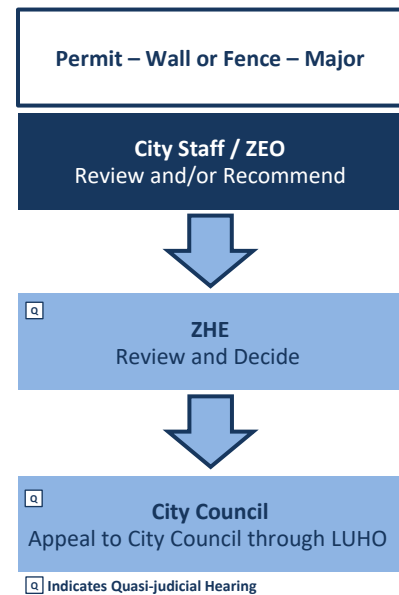 Permit – Wall or Fence – Major
City Staff / ZEO
Review and/or Recommend
Q
ZHE
Review and Decide
Q
City Council
Appeal to City Council through LUHO
Q Indicates Quasi-judicial Hearing